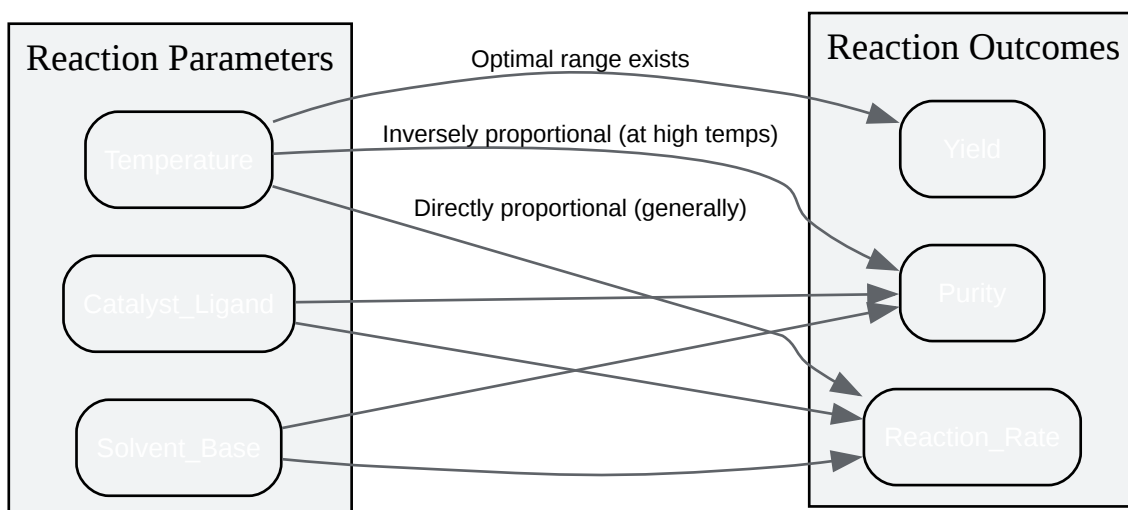 Reaction Parameters
Temperature
Catalyst_Ligand
Solvent_Base
Optimal range exists
Inversely proportional (at high temps)
Directly proportional (generally)
Reaction Outcomes
Yield
Purity
Reaction_Rate